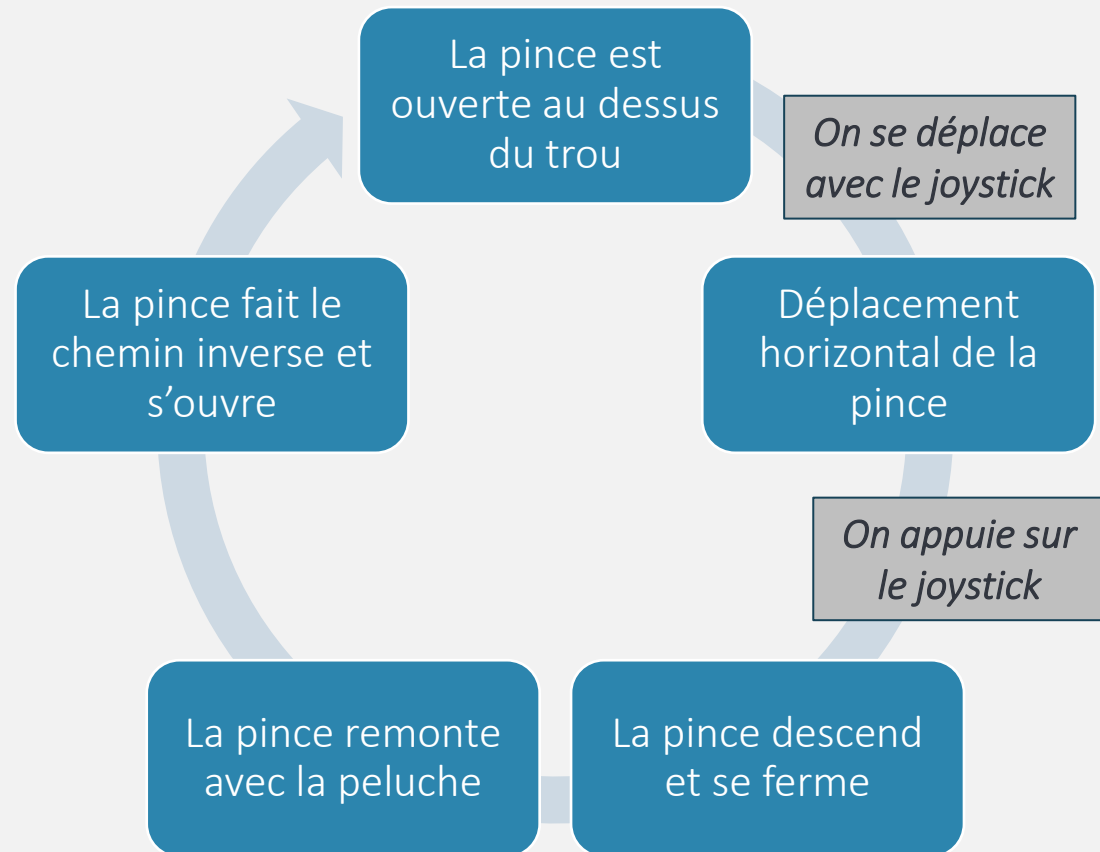 La pince est
ouverte au dessus
du trou
On se déplace
avec le joystick
Déplacement
horizontal de la
pince
On appuie sur
le joystick
La pince descend
et se ferme
La pince remonte
avec la peluche
La pince fait le
chemin inverse et
s’ouvre